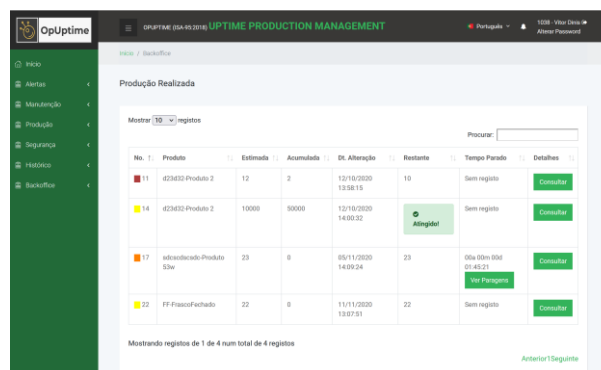 OpUptime
OPUPTIME (ISA-95:2018) UPTIME PRODUCTION MANAGEMENT
Português
1038 - Vitor Dinis
Alterar Password
Início / Backoffice
Início
Alertas
Manutenção
Produção
Segurança
Histórico
Backoffice
Produção Realizada
Mostrar 10 registos
Procurar:
No. Produto Estimada Acumulada Dt. Alteração Restante Tempo Parado Detalhes
11 d23d32-Produto 2 12 2 12/10/2020 13:58:15 10 Sem registo Consultar
14 d23d32-Produto 2 10000 50000 12/10/2020 14:00:32 Atingido! Sem registo Consultar
17 53w 23 0 05/11/2020 14:09:24 23 00a 00m 00d 01:45:21 Ver Paragens Consultar
22 FF-FrascoFechado 22 0 11/11/2020 13:07:51 22 Sem registo Consultar
Mostrando registos de 1 de 4 num total de 4 registos
Anterior1Seguinte